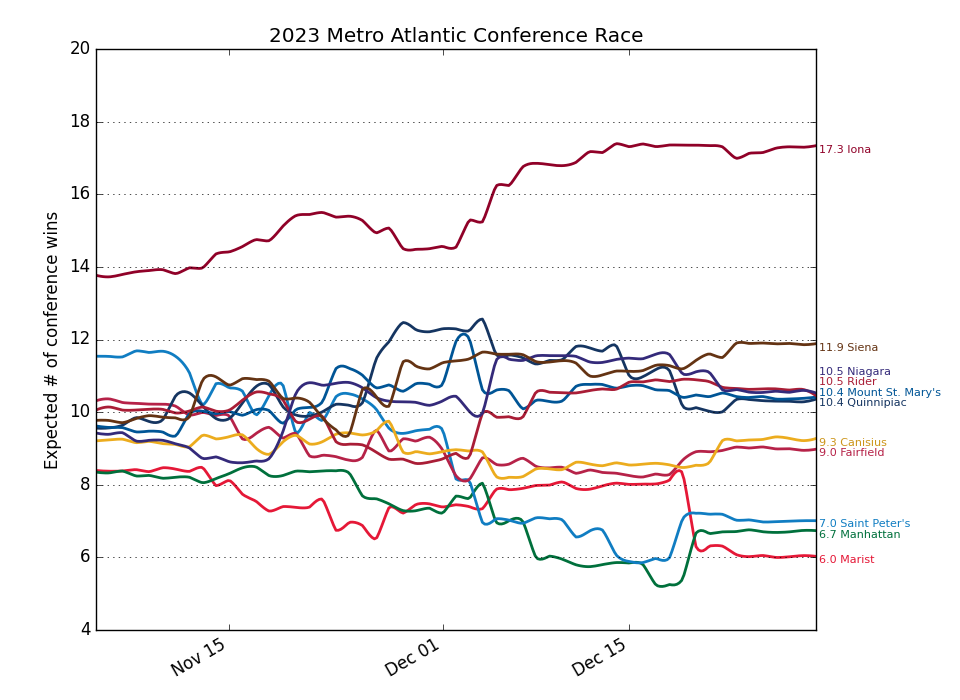 2023 Metro Atlantic Conference Race
Expected # of conference wins
20
18
16
14
12
10
8
6
4
17.3 Iona
11.9 Siena
10.5 Niagara
10.5 Rider
10.4 Mount St. Mary's
10.4 Quinnipiac
9.3 Canisius
9.0 Fairfield
7.0 Saint Peter's
6.7 Manhattan
6.0 Marist
Nov 15
Dec 01
Dec 15